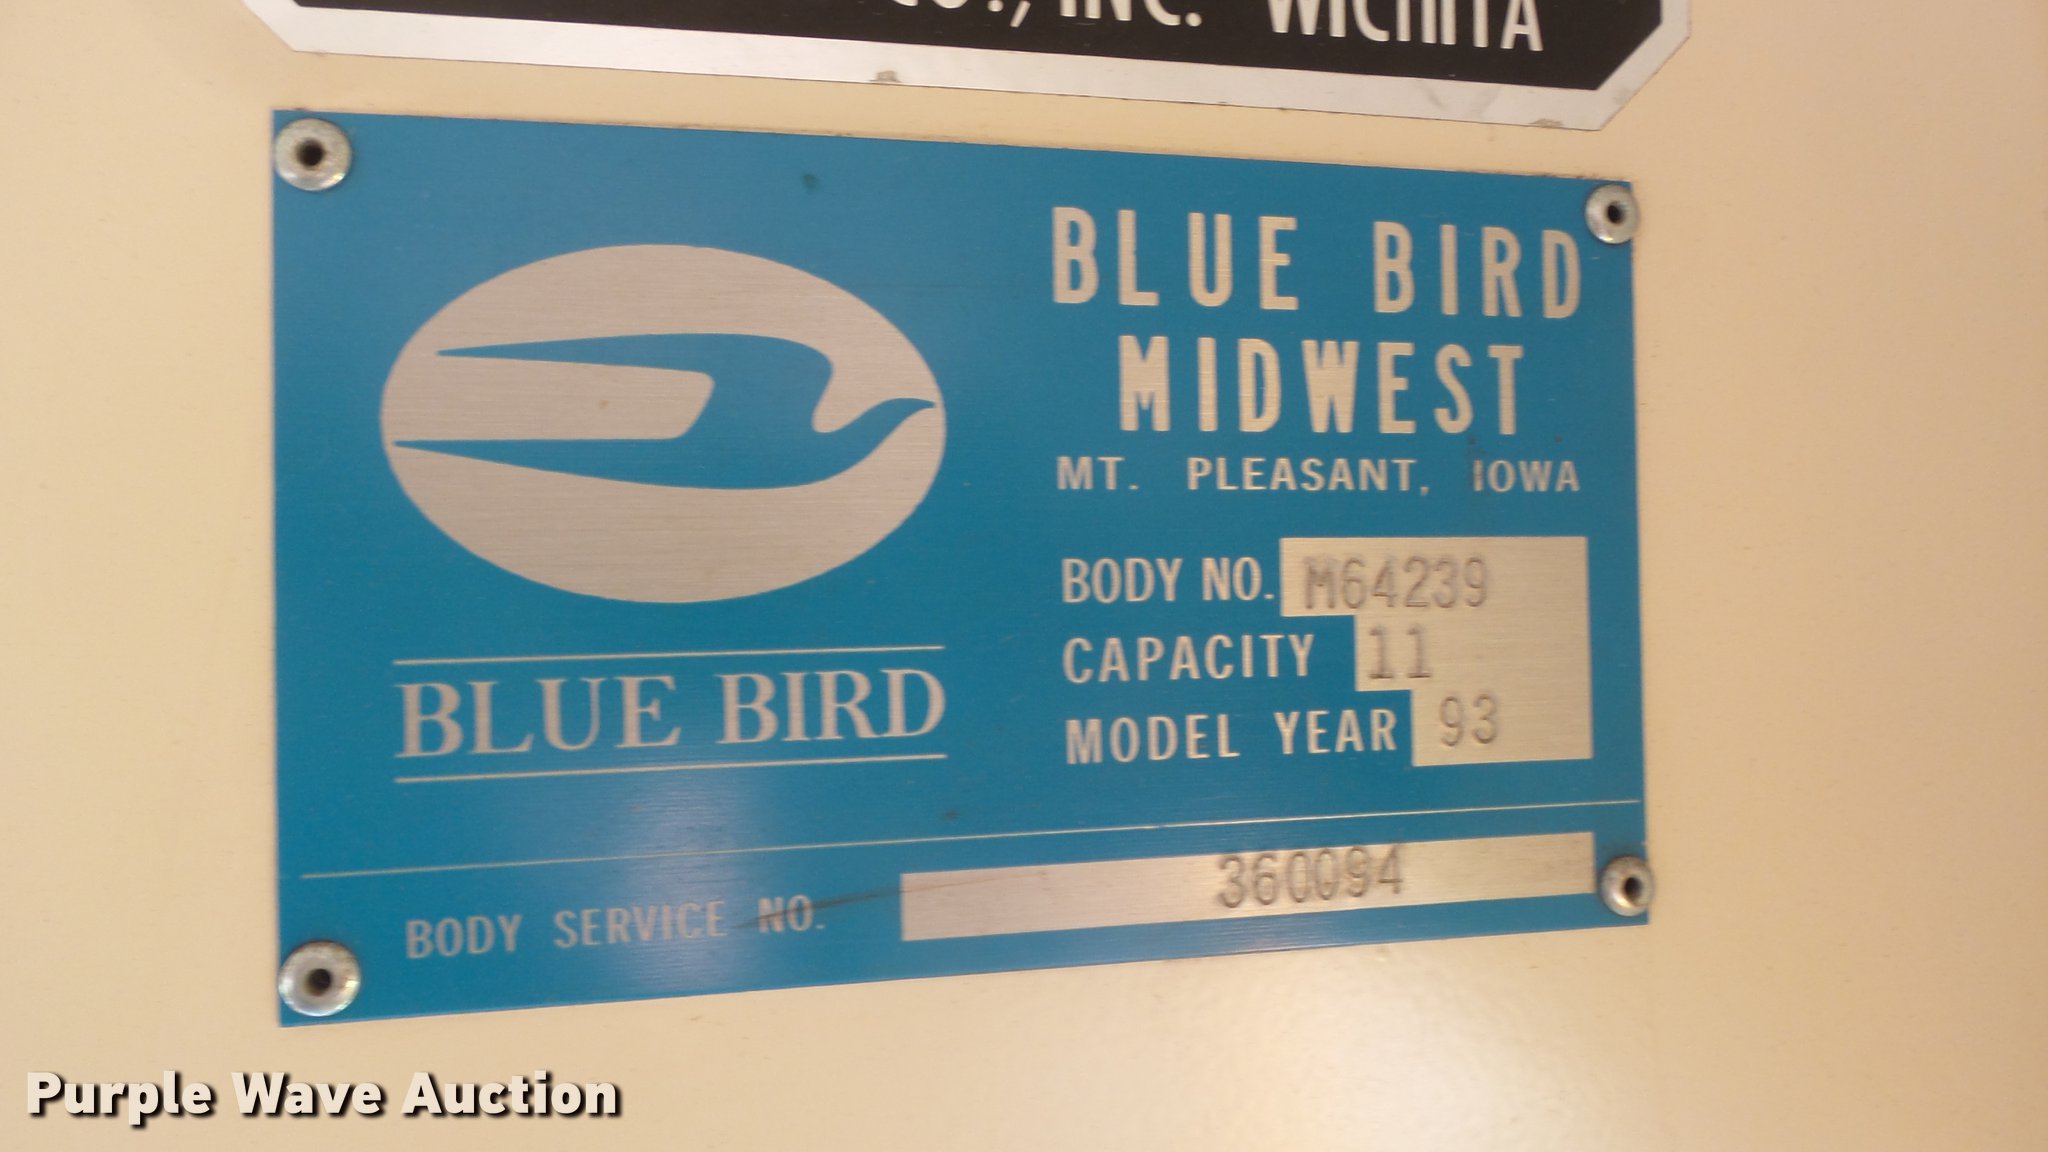 CO., INC. WICHITA
BLUE BIRD
MIDWEST
MT. PLEASANT, IOWA
BODY NO. M64239
CAPACITY 11
MODEL YEAR 93
BLUE BIRD
BODY SERVICE NO. 360094
Purple Wave Auction